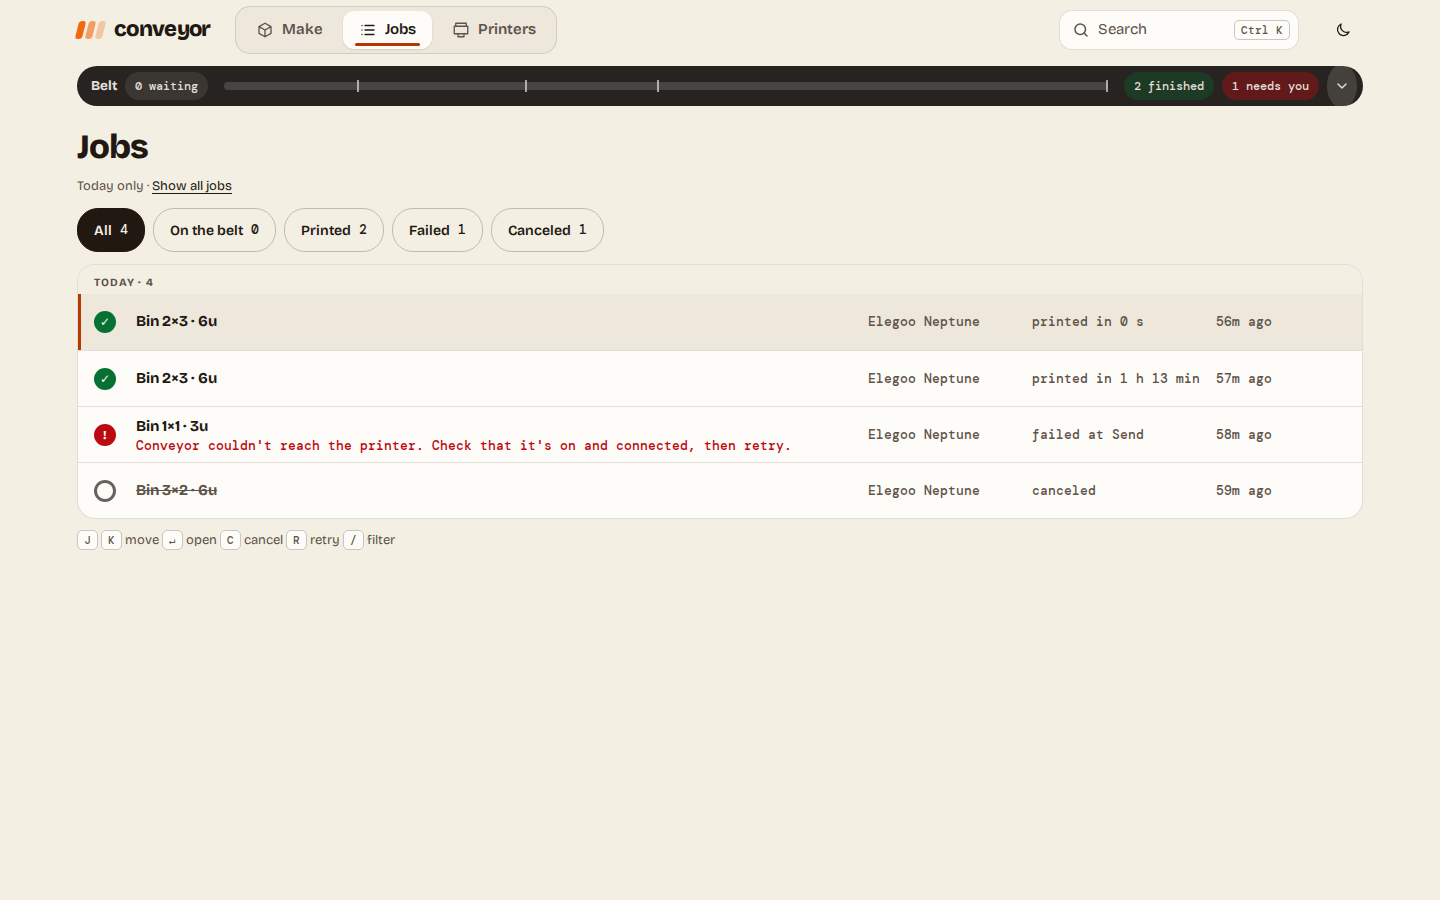 conveyor
Make
Jobs
Printers
Search
Ctrl K
Belt
0 waiting
2 finished
1 needs you
Jobs
Today only · Show all jobs
All 4
On the belt 0
Printed 2
Failed 1
Canceled 1
TODAY · 4
✓ Bin 2×3 · 6u Elegoo Neptune printed in 0 s 56m ago
✓ Bin 2×3 · 6u Elegoo Neptune printed in 1 h 13 min 57m ago
! Bin 1×1 · 3u Elegoo Neptune failed at Send 58m ago
Conveyor couldn't reach the printer. Check that it's on and connected, then retry.
Bin 3×2 · 6u Elegoo Neptune canceled 59m ago
J K move ↵ open C cancel R retry / filter